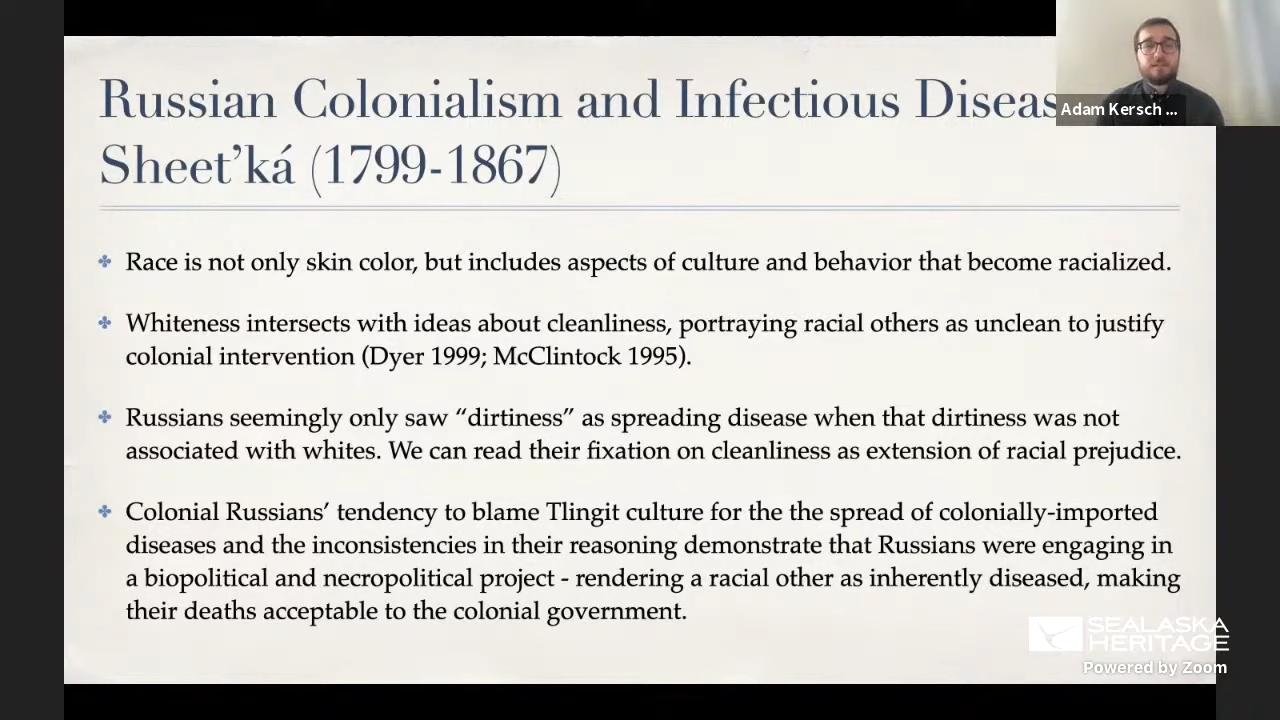 Russian Colonialism and Infectious Diseas
Sheet’ká (1799-1867)
Adam Kersch ...
Race is not only skin color, but includes aspects of culture and behavior that become racialized.
Whiteness intersects with ideas about cleanliness, portraying racial others as unclean to justify
colonial intervention (Dyer 1999; McClintock 1995).
Russians seemingly only saw “dirtiness” as spreading disease when that dirtiness was not
associated with whites. We can read their fixation on cleanliness as extension of racial prejudice.
Colonial Russians’ tendency to blame Tlingit culture for the the spread of colonially-imported
diseases and the inconsistencies in their reasoning demonstrate that Russians were engaging in
a biopolitical and necropolitical project - rendering a racial other as inherently diseased, making
their deaths acceptable to the colonial government.
SEALASKA
HERITAGE
Powered by Zoom